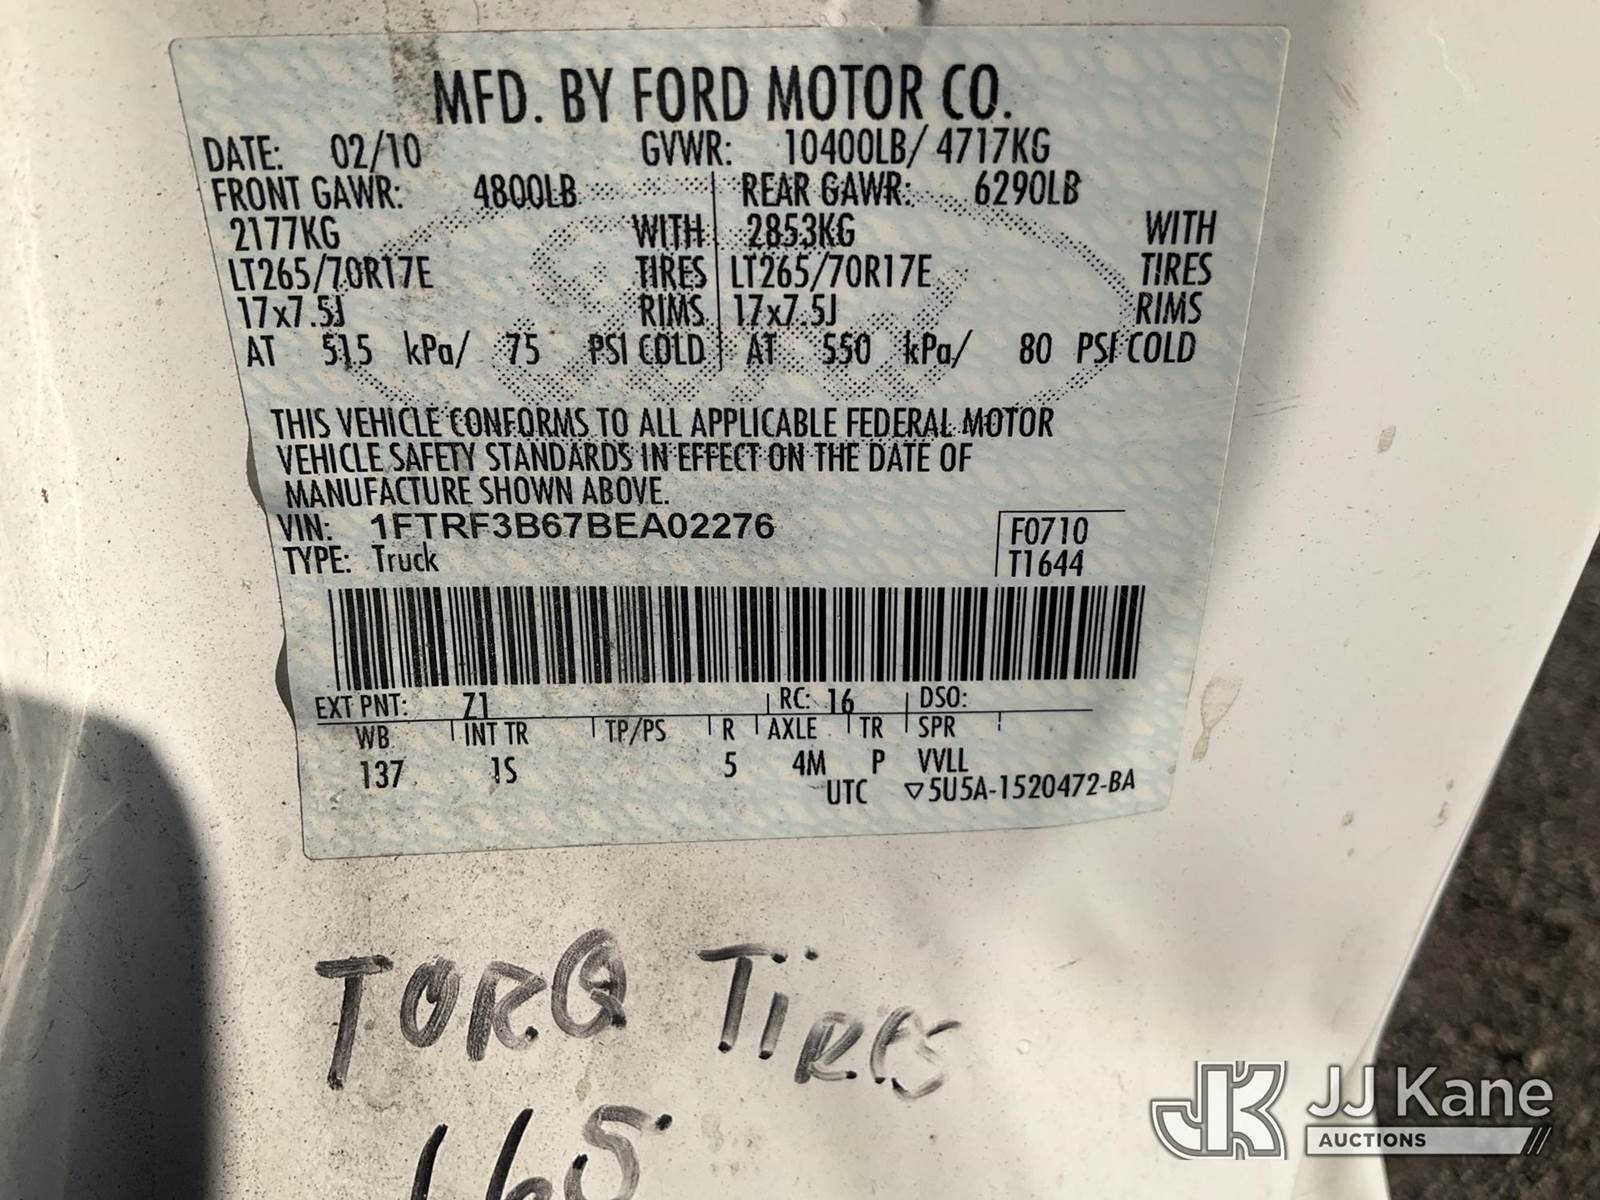 MFD. BY FORD MOTOR CO.
DATE: 02/10 GVWR: 10400LB/ 4717KG
FRONT GAWR: 4800LB REAR GAWR: 6290LB
2177KG WITH 2853KG WITH
LT265/70R17E TIRES LT265/70R17E TIRES
17x7.5J RIMS 17x7.5J RIMS
AT 515 kPa/ 75 PSI COLD AT 550 kPa/ 80 PSI COLD
THIS VEHICLE CONFORMS TO ALL APPLICABLE FEDERAL MOTOR
VEHICLE SAFETY STANDARDS IN EFFECT ON THE DATE OF
MANUFACTURE SHOWN ABOVE.
VIN: 1FTRF3B67BEA02276 F0710
TYPE: Truck T1644
EXT PNT: Z1 RC: 16 DSO:
WB INT TR TP/PS R AXLE TR SPR
137 1S 5 4M P VVLL
UTC ▽5U5A-1520472-BA
TORQ TiRES
165
JK JJ Kane
AUCTIONS